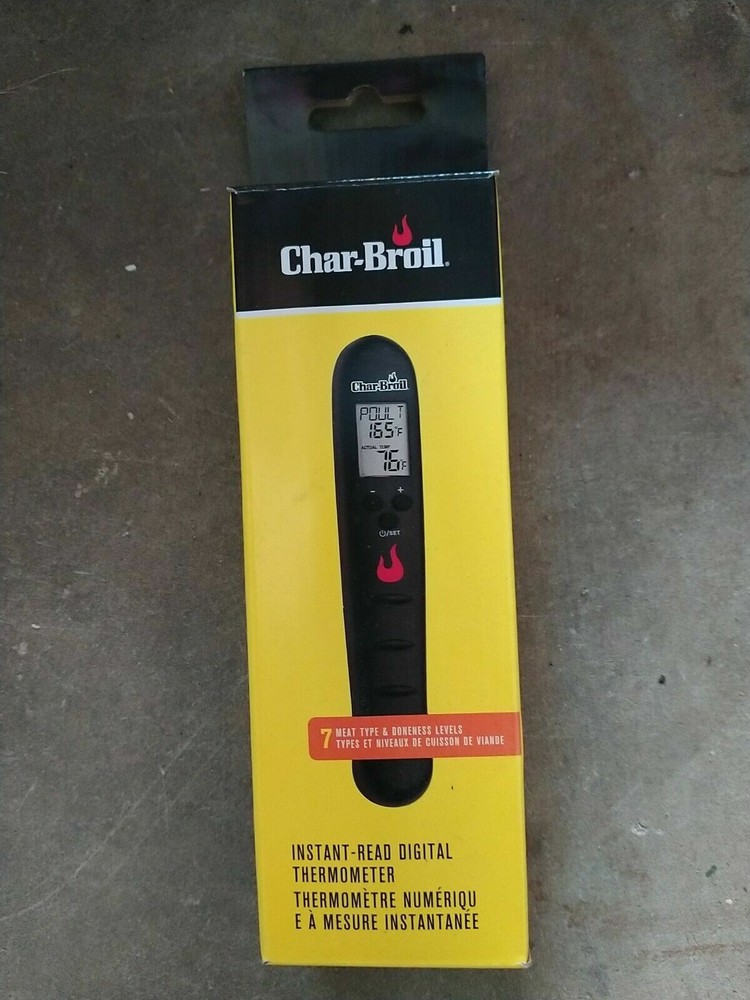 Char-Broil®
Char-Broil
POULT
165°F
ACTUAL TEMP
76°F
- +
⏻/SET
7 MEAT TYPE & DONENESS LEVELS
TYPES ET NIVEAUX DE CUISSON DE VIANDE
INSTANT-READ DIGITAL
THERMOMETER
THERMOMÈTRE NUMÉRIQU
E À MESURE INSTANTANÉE